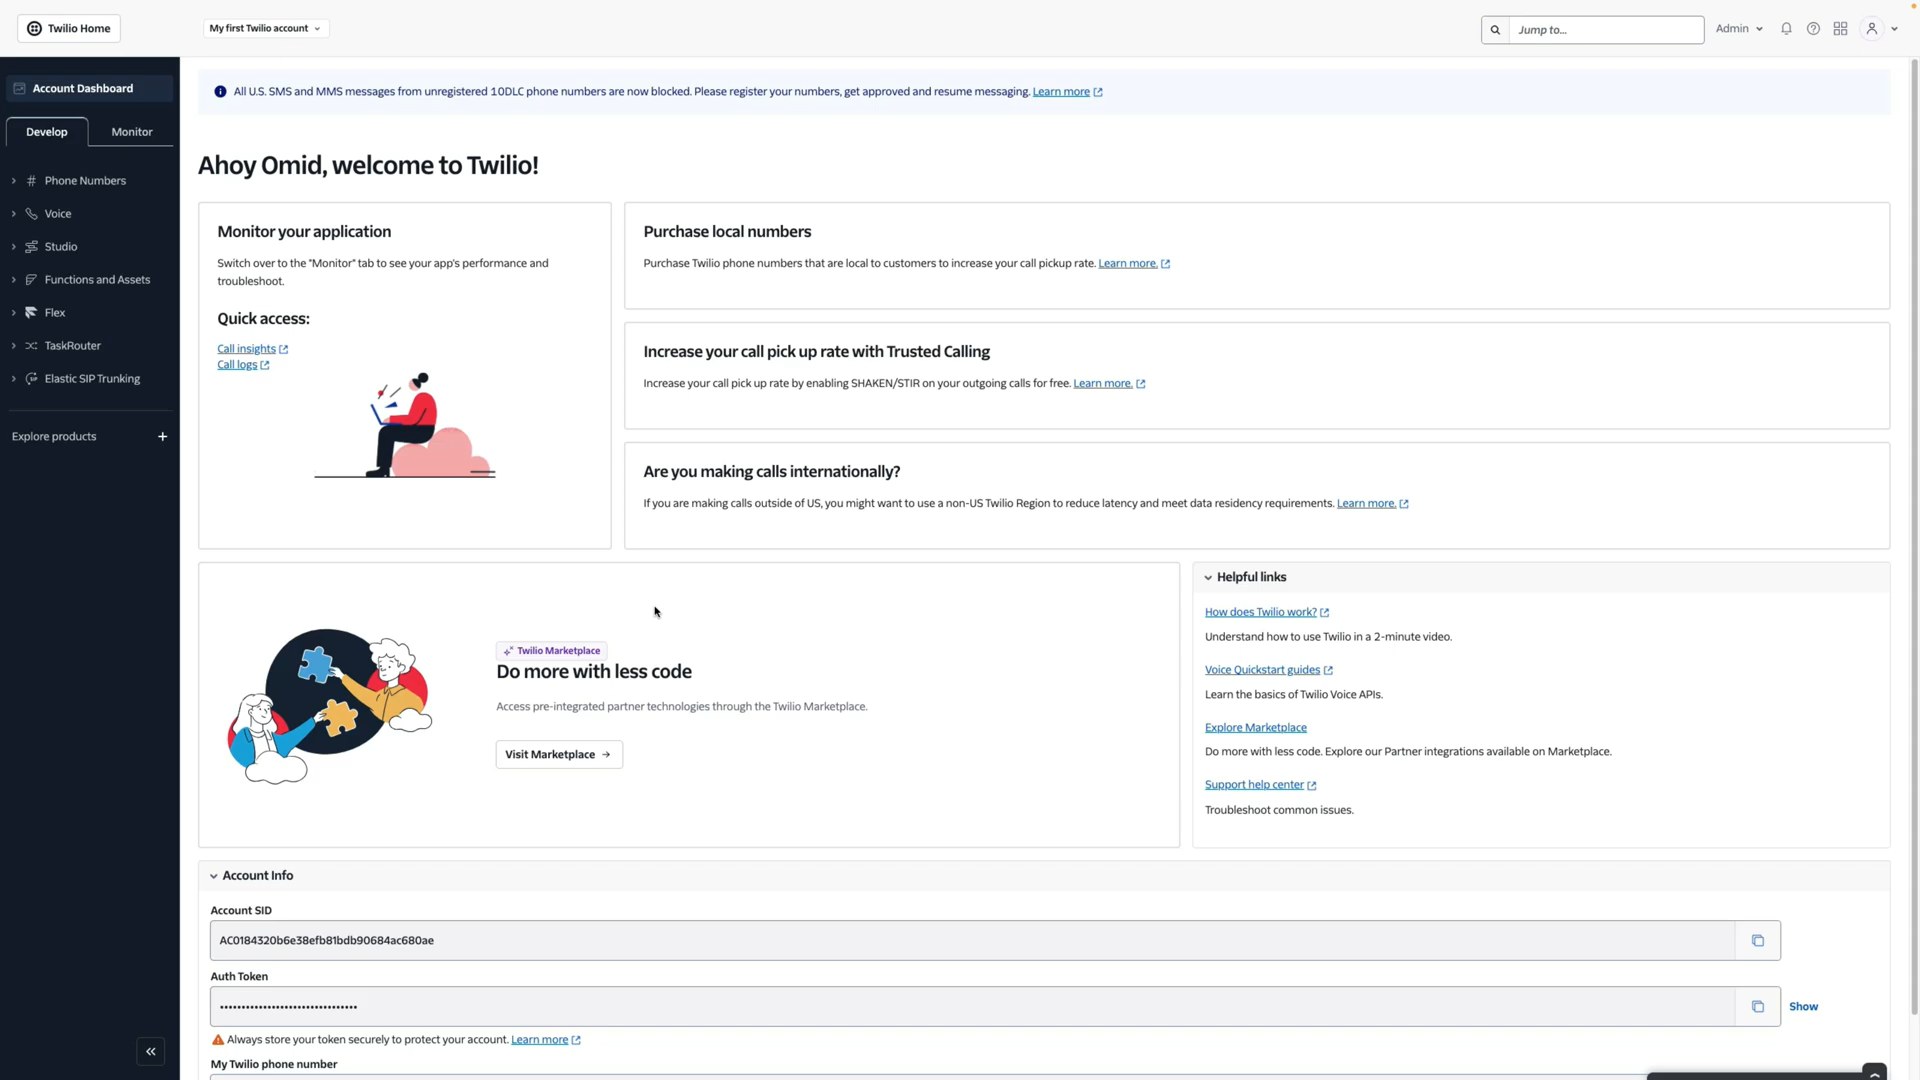 Twilio Home
My first Twilio account
Jump to...
Admin
Account Dashboard
Develop
Monitor
Phone Numbers
Voice
Studio
Functions and Assets
Flex
TaskRouter
Elastic SIP Trunking
Explore products
All U.S. SMS and MMS messages from unregistered 10DLC phone numbers are now blocked. Please register your numbers, get approved and resume messaging. Learn more
Ahoy Omid, welcome to Twilio!
Monitor your application
Switch over to the "Monitor" tab to see your app's performance and
troubleshoot.
Quick access:
Call insights
Call logs
Purchase local numbers
Purchase Twilio phone numbers that are local to customers to increase your call pickup rate. Learn more.
Increase your call pick up rate with Trusted Calling
Increase your call pick up rate by enabling SHAKEN/STIR on your outgoing calls for free. Learn more.
Are you making calls internationally?
If you are making calls outside of US, you might want to use a non-US Twilio Region to reduce latency and meet data residency requirements. Learn more.
Twilio Marketplace
Do more with less code
Access pre-integrated partner technologies through the Twilio Marketplace.
Visit Marketplace
Helpful links
How does Twilio work?
Understand how to use Twilio in a 2-minute video.
Voice Quickstart guides
Learn the basics of Twilio Voice APIs.
Explore Marketplace
Do more with less code. Explore our Partner integrations available on Marketplace.
Support help center
Troubleshoot common issues.
Account Info
Account SID
AC0184320b6e38efb81bdb90684ac680ae
Auth Token
••••••••••••••••••••••••••••••••
Show
Always store your token securely to protect your account. Learn more
My Twilio phone number